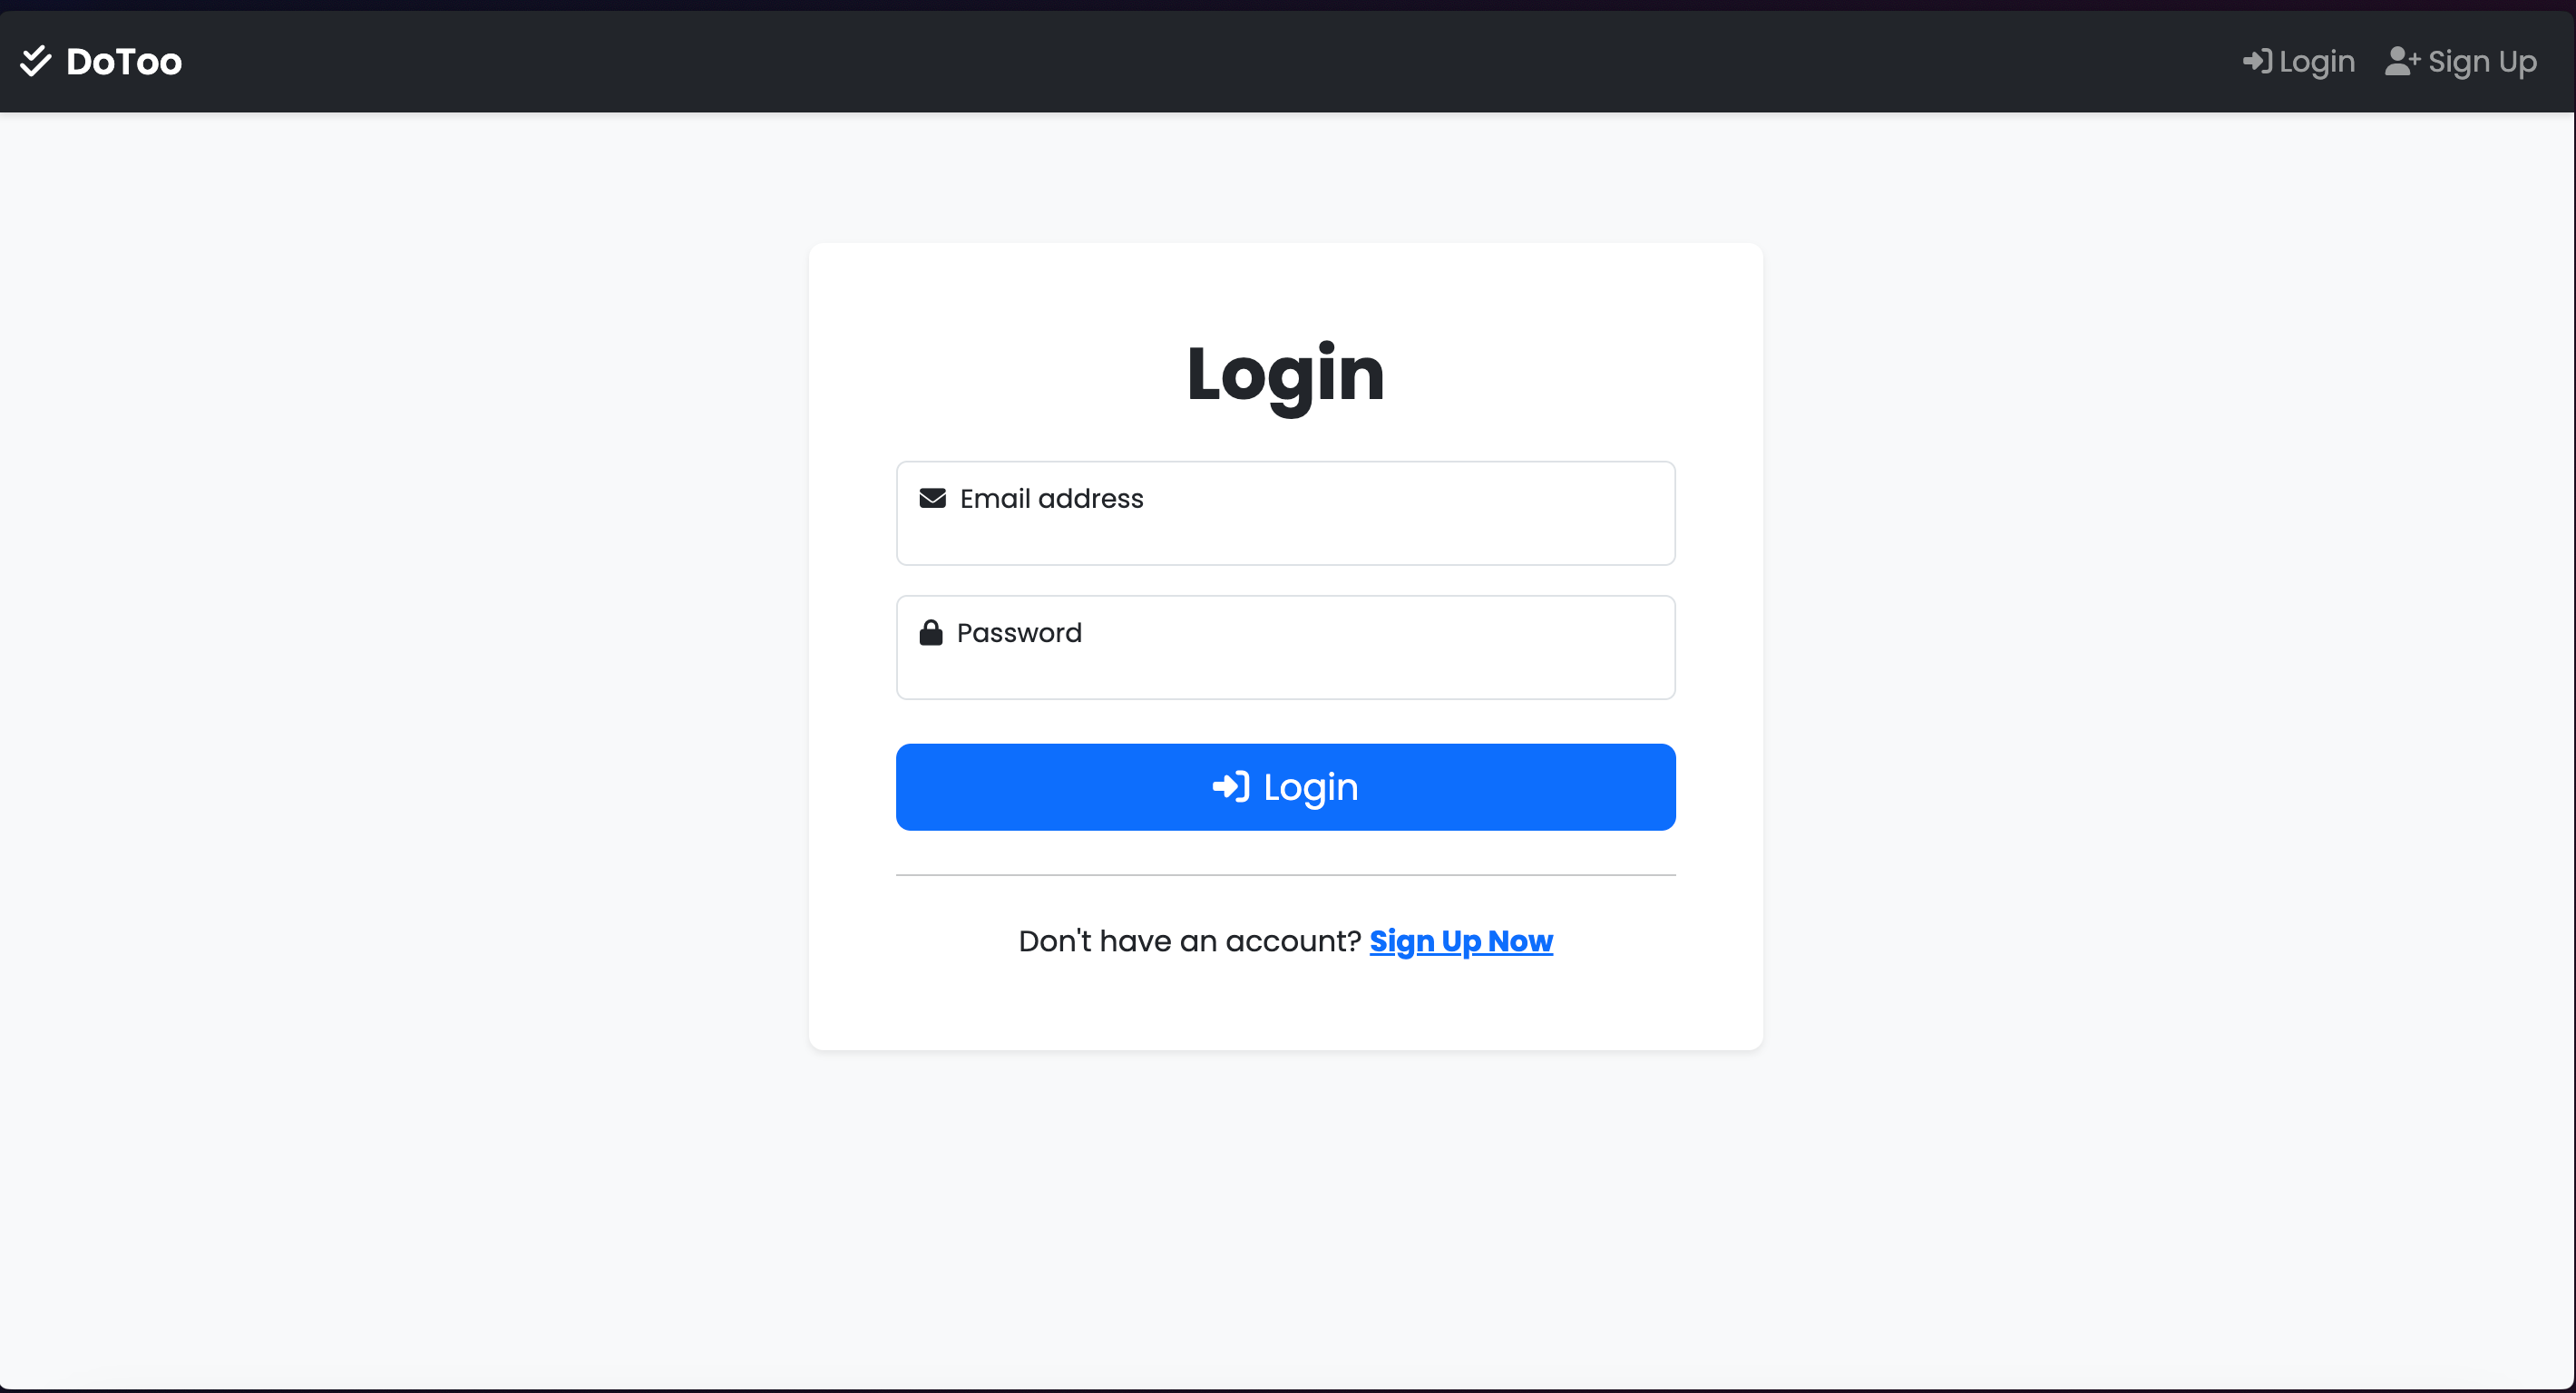 DoToo
Login
Sign Up
Login
Email address
Password
Login
Don't have an account? Sign Up Now